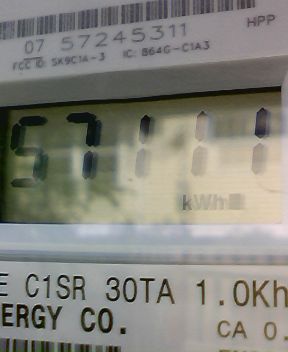 HPP
07 57245311
FCC ID: SK9C1A-3 IC: 864G-C1A3
57111
kWh
E C1SR 30TA 1.0Kh
ERGY CO.
CA 0.